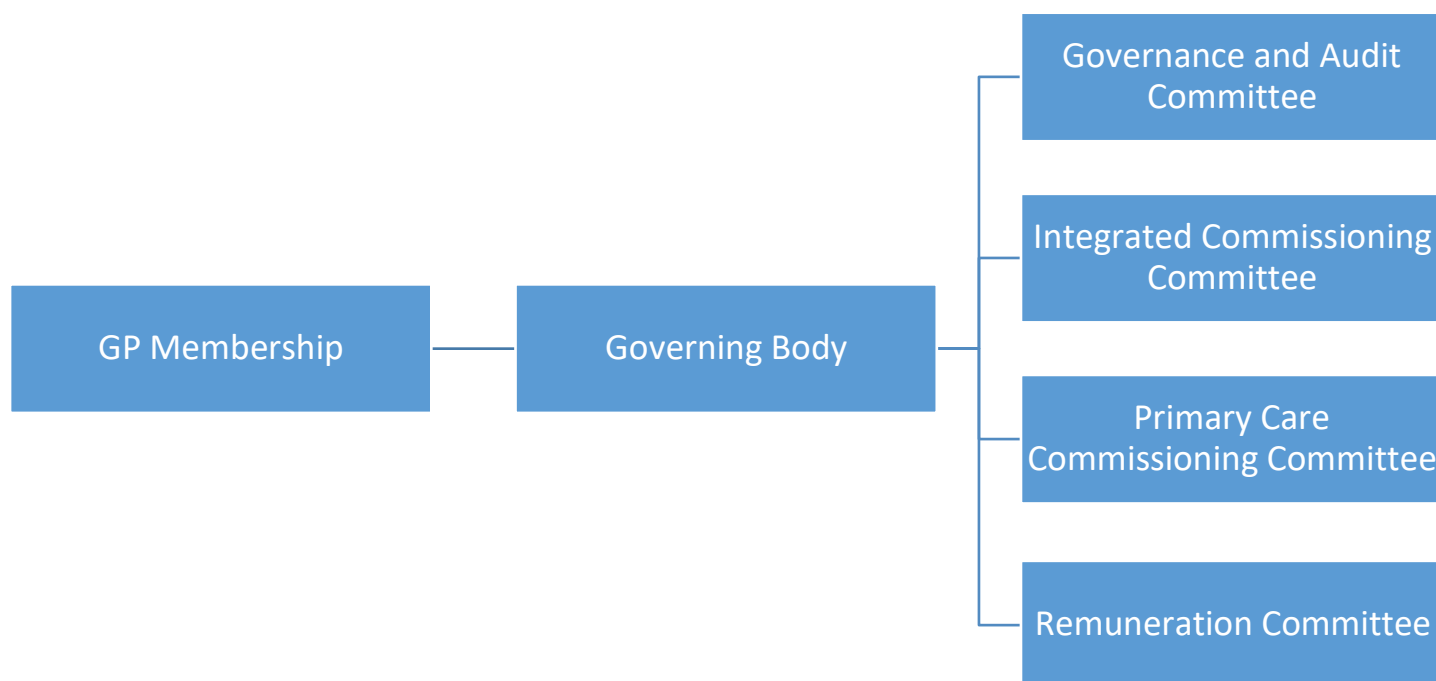 GP Membership
Governing Body
Governance and Audit
Committee
Integrated Commissioning
Committee
Primary Care
Commissioning Committee
Remuneration Committee